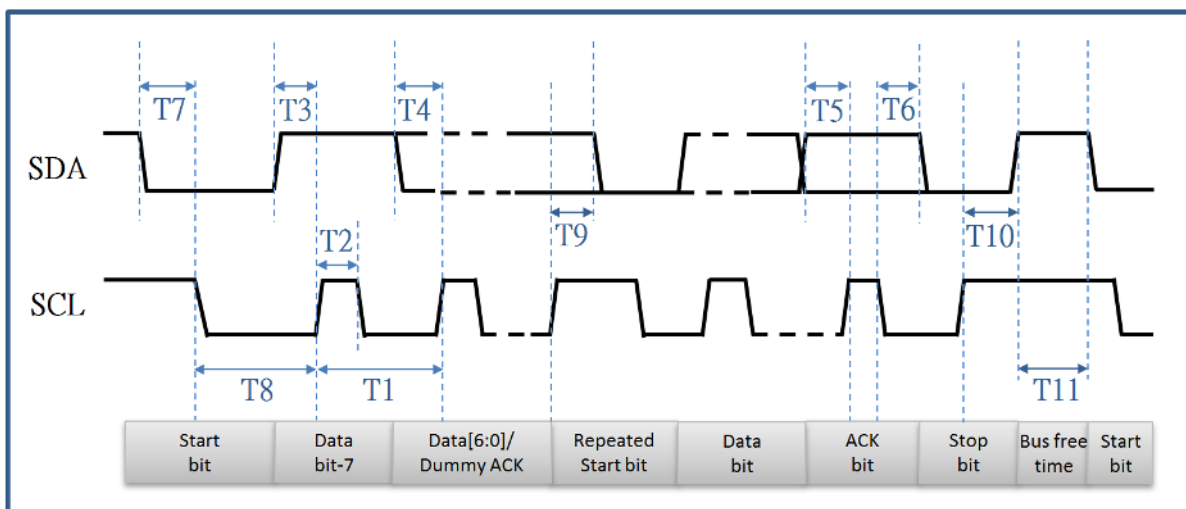 T7
T3
T4
T5
T6
SDA
T2
T9
T10
SCL
T8
T1
T11
Start
bit
Data
bit-7
Data[6:0]/
Dummy ACK
Repeated
Start bit
Data
bit
ACK
bit
Stop
bit
Bus free
time
Start
bit